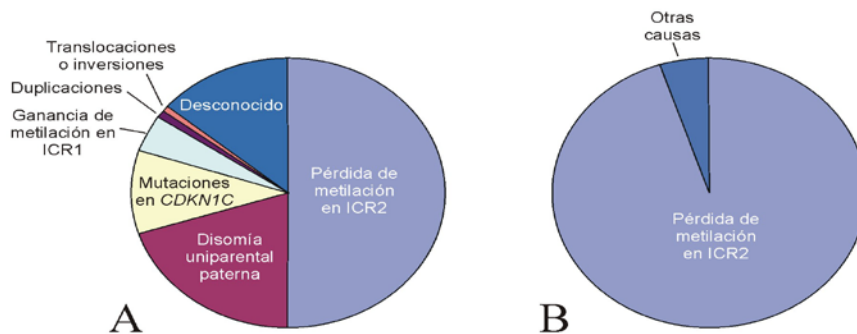 Translocaciones
o inversiones
Duplicaciones
Ganancia de
metilación en
ICR1
Desconocido
Mutaciones
en CDKN1C
Disomía
uniparental
paterna
Pérdida de
metilación
en ICR2
A
Otras
causas
Pérdida de
metilación
en ICR2
B